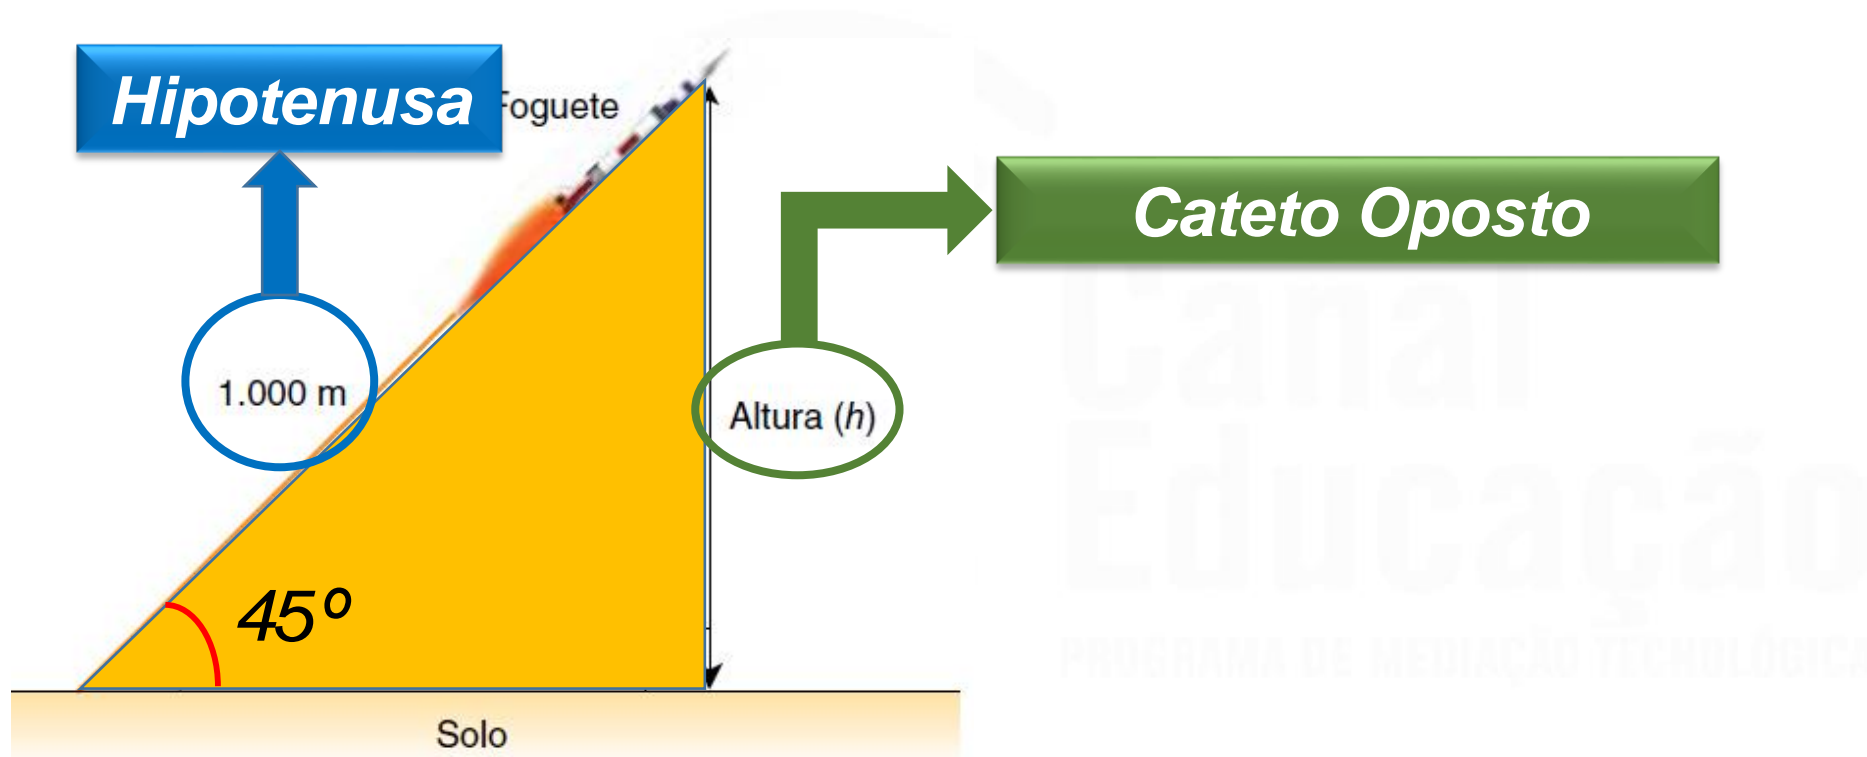 Hipotenusa
Foguete
Cateto Oposto
1.000 m
Altura (h)
45º
Solo
Canal
Educação
PROGRAMA DE MEDIAÇÃO TECNOLÓGICA